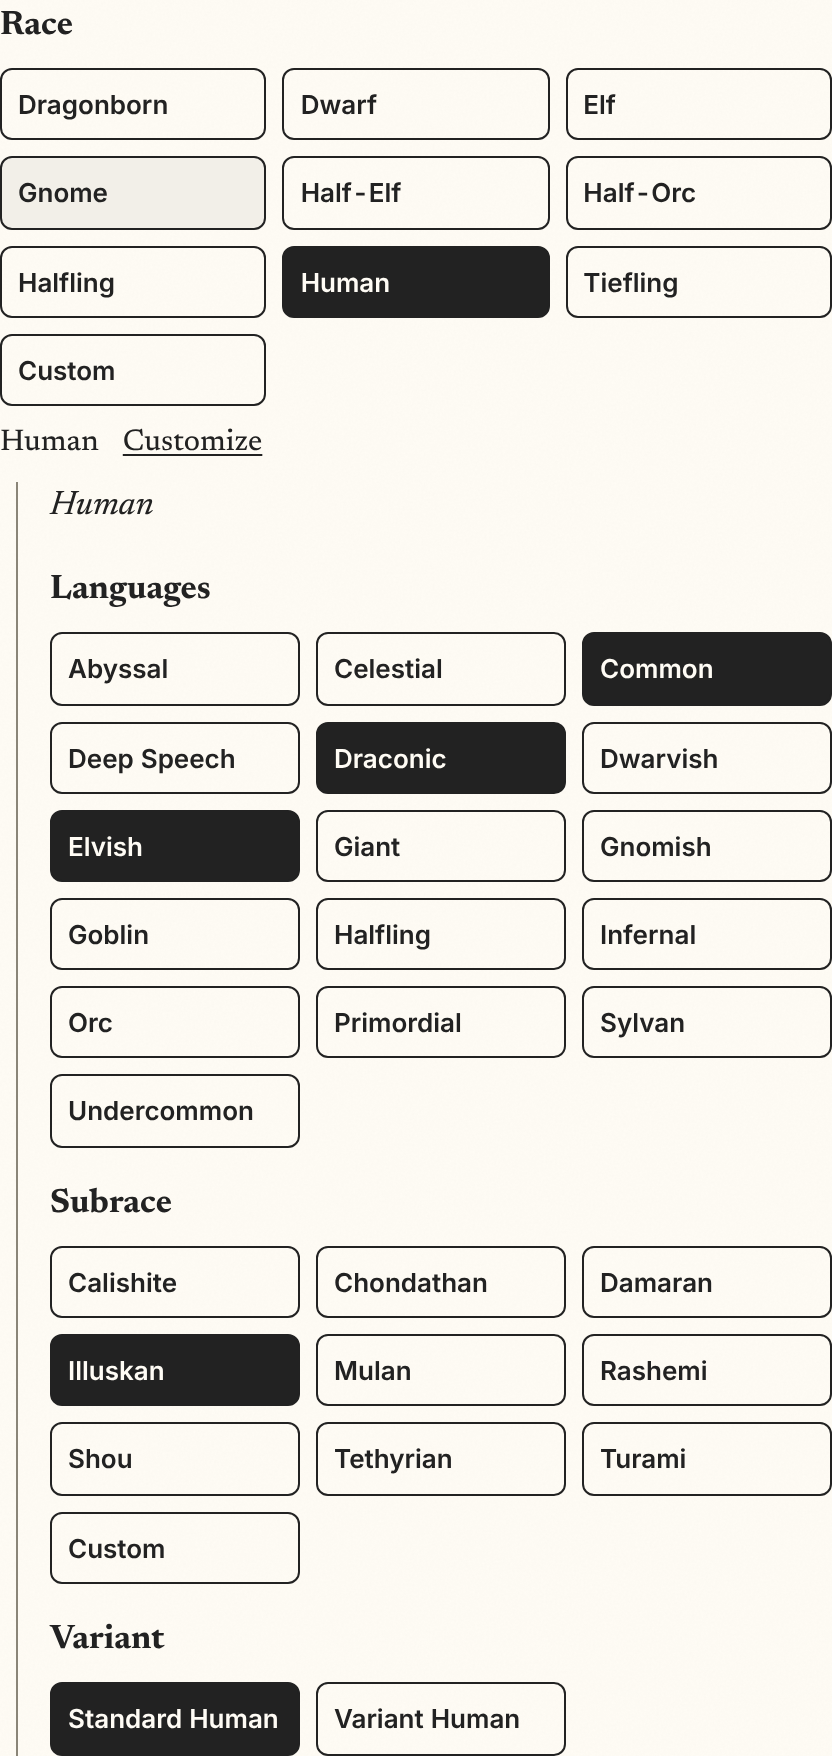 Race
Dragonborn Dwarf Elf
Gnome Half-Elf Half-Orc
Halfling Human Tiefling
Custom
Human Customize
Human
Languages
Abyssal Celestial Common
Deep Speech Draconic Dwarvish
Elvish Giant Gnomish
Goblin Halfling Infernal
Orc Primordial Sylvan
Undercommon
Subrace
Calishite Chondathan Damaran
Illuskan Mulan Rashemi
Shou Tethyrian Turami
Custom
Variant
Standard Human Variant Human